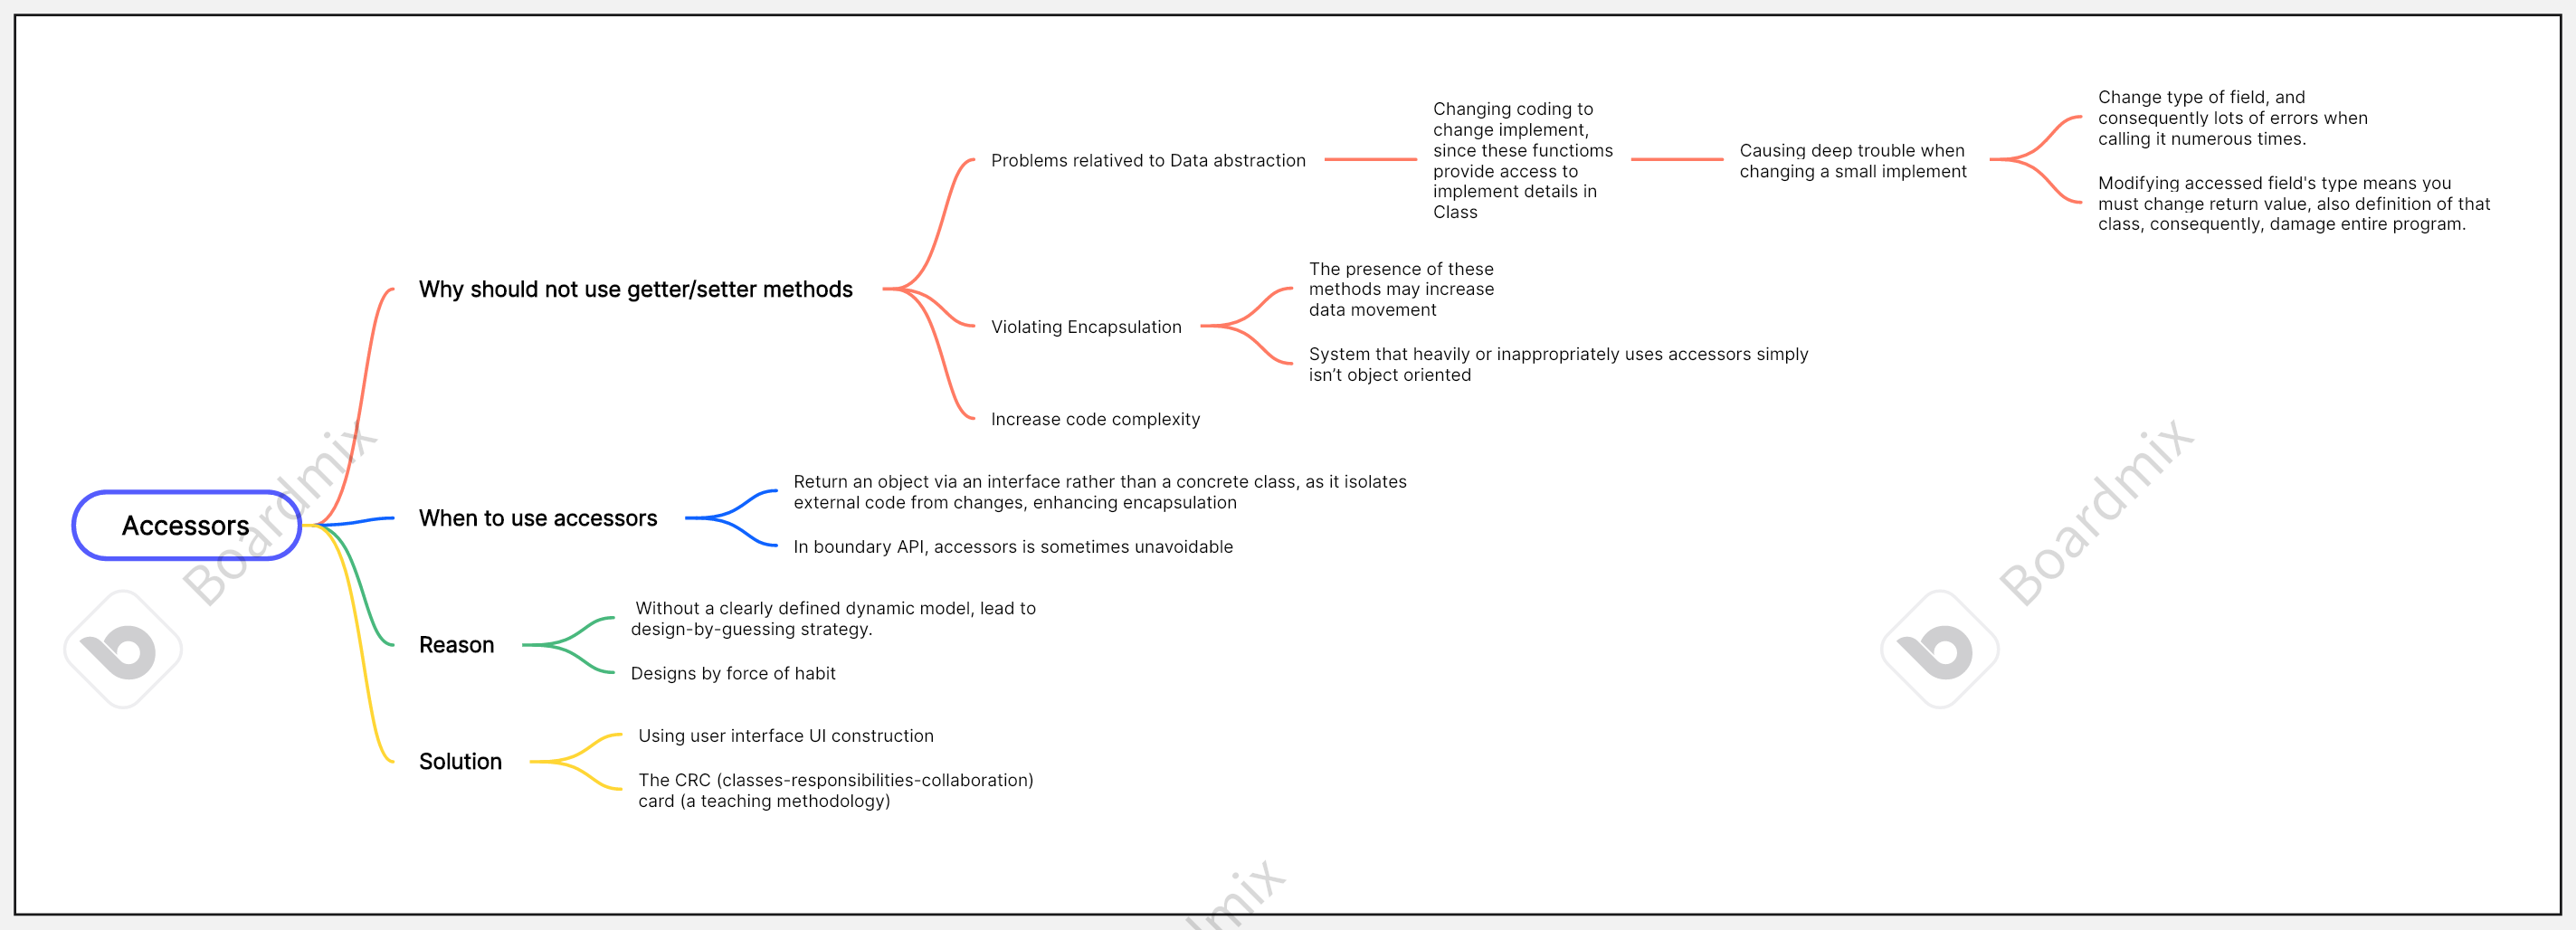 Accessors
Why should not use getter/setter methods
Problems relatived to Data abstraction
Changing coding to
change implement,
since these functioms
provide access to
implement details in
Class
Causing deep trouble when
changing a small implement
Change type of field, and
consequently lots of errors when
calling it numerous times.
Modifying accessed field's type means you
must change return value, also definition of that
class, consequently, damage entire program.
Violating Encapsulation
The presence of these
methods may increase
data movement
System that heavily or inappropriately uses accessors simply
isn’t object oriented
Increase code complexity
When to use accessors
Return an object via an interface rather than a concrete class, as it isolates
external code from changes, enhancing encapsulation
In boundary API, accessors is sometimes unavoidable
Reason
Without a clearly defined dynamic model, lead to
design-by-guessing strategy.
Designs by force of habit
Solution
Using user interface UI construction
The CRC (classes-responsibilities-collaboration)
card (a teaching methodology)
Boardmix
Boardmix
dmix